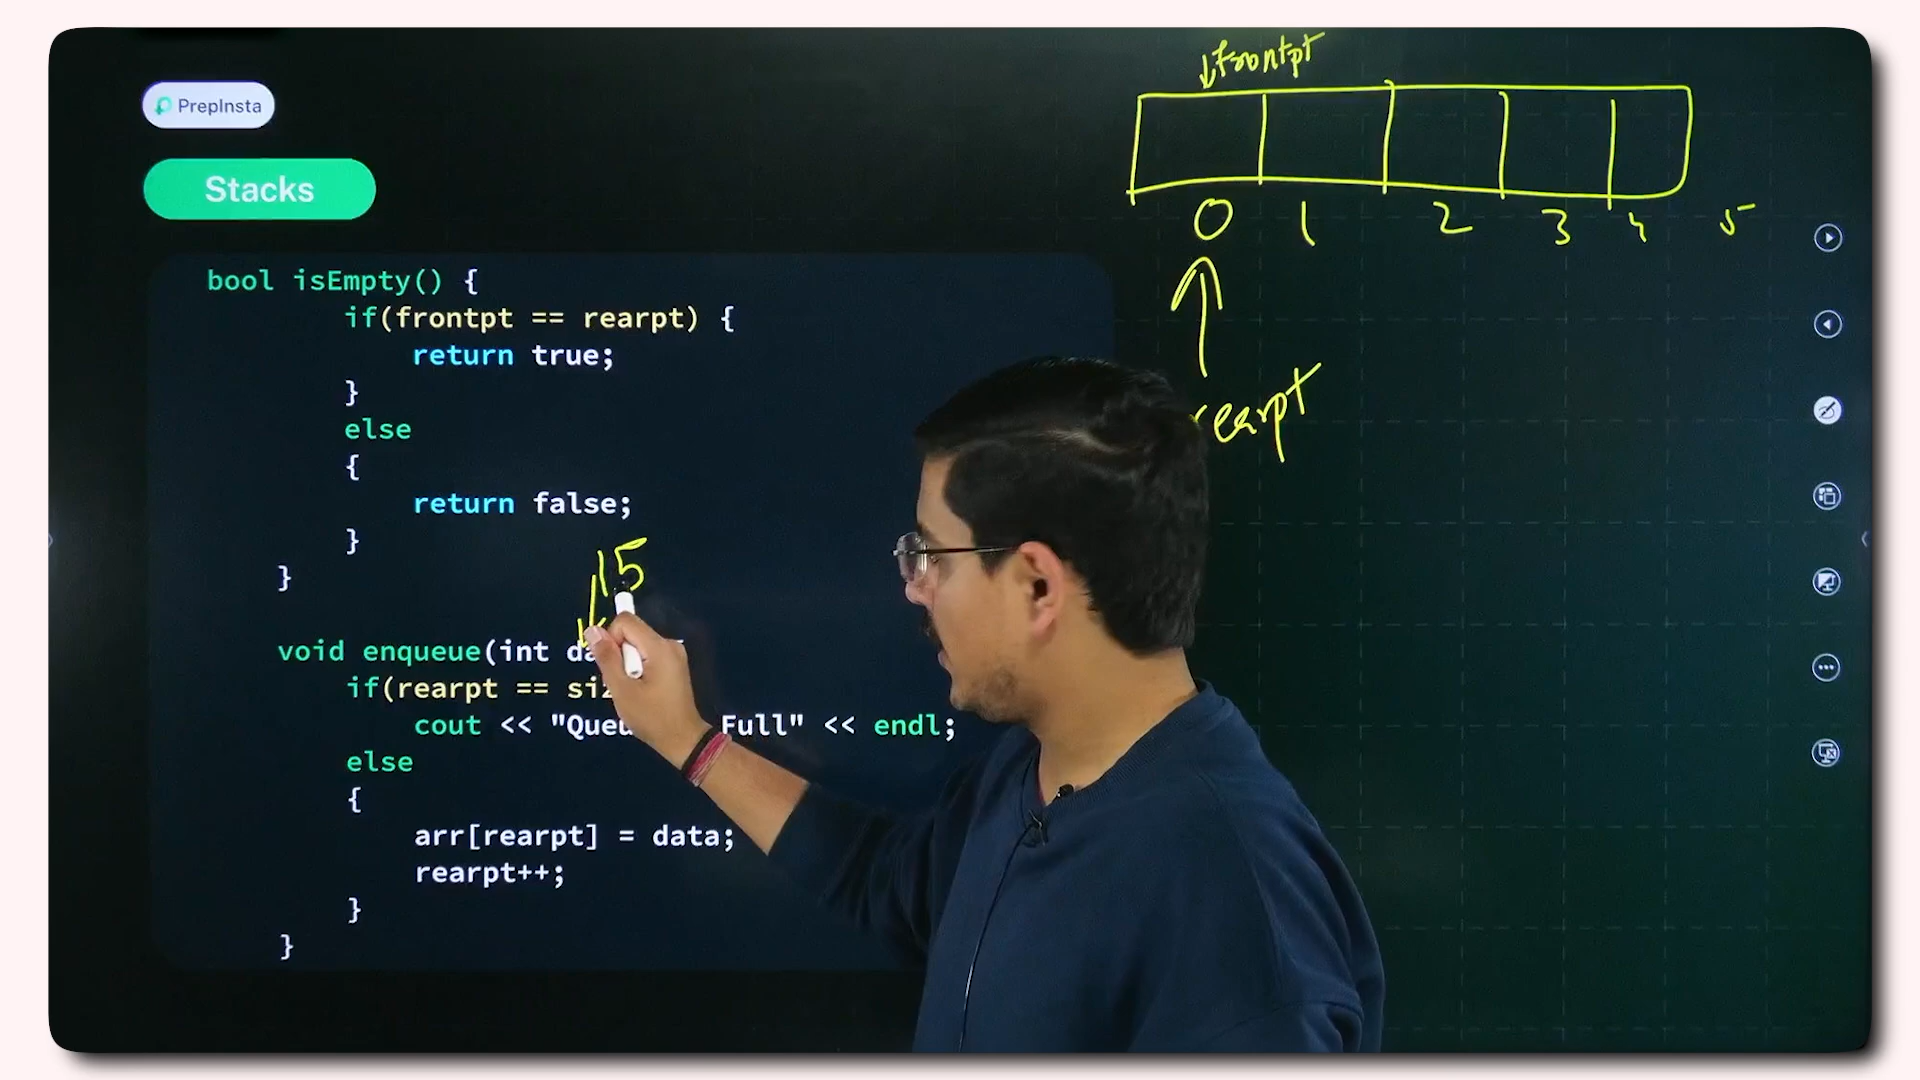 PrepInsta
Stacks
bool isEmpty() {
if(frontpt == rearpt) {
return true;
}
else
{
return false;
}
}
15
void enqueue(int
if(rearpt ==
cout << " Full" << endl;
else
{
arr[rearpt] = data;
rearpt++;
}
}
↓frontpt
0 1 2 3 4 5
rearpt